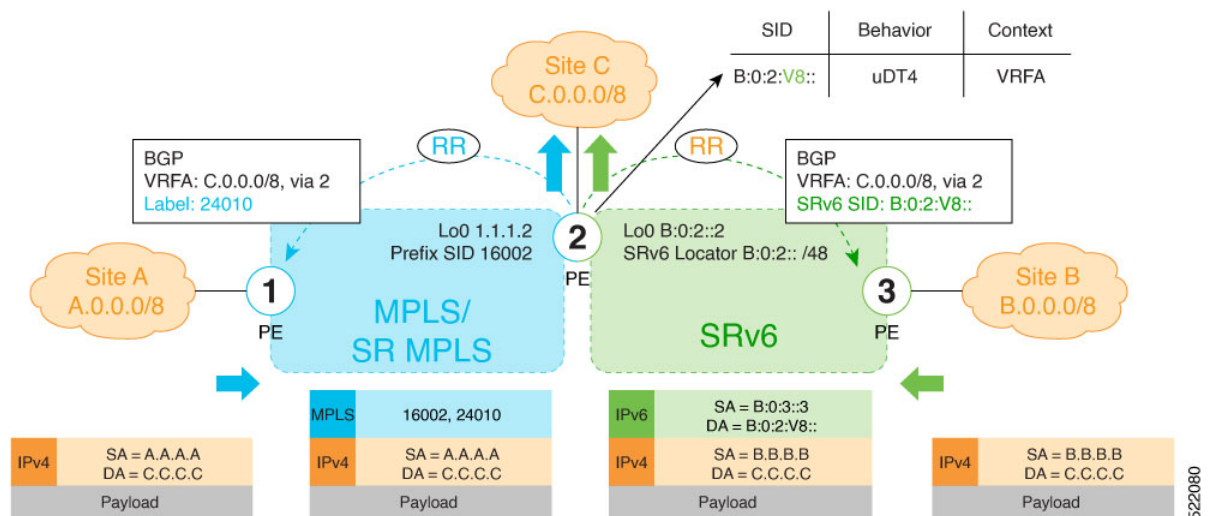 SID Behavior Context
B:0:2:V8:: uDT4 VRFA
Site C
C.0.0.0/8
RR
RR
BGP
VRFA: C.0.0.0/8, via 2
Label: 24010
BGP
VRFA: C.0.0.0/8, via 2
SRv6 SID: B:0:2:V8::
Lo0 1.1.1.2
Prefix SID 16002
2
PE
Lo0 B:0:2::2
SRv6 Locator B:0:2:: /48
Site A
A.0.0.0/8
1
PE
MPLS/
SR MPLS
SRv6
3
PE
Site B
B.0.0.0/8
IPv4
SA = A.A.A.A
DA = C.C.C.C
Payload
MPLS
16002, 24010
IPv4
SA = A.A.A.A
DA = C.C.C.C
Payload
IPv6
SA = B:0:3::3
DA = B:0:2:V8::
IPv4
SA = B.B.B.B
DA = C.C.C.C
Payload
IPv4
SA = B.B.B.B
DA = C.C.C.C
Payload
522080